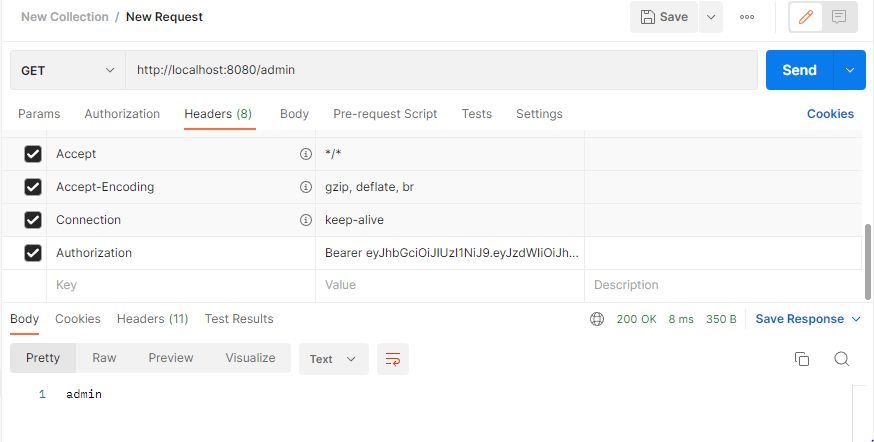 New Collection / New Request
Save
GET http://localhost:8080/admin Send
Params Authorization Headers (8) Body Pre-request Script Tests Settings Cookies
Accept */*
Accept-Encoding gzip, deflate, br
Connection keep-alive
Authorization Bearer eyJhbGciOiJIUzI1NiJ9.eyJzdWIiOiJh...
Key Value Description
Body Cookies Headers (11) Test Results 200 OK 8 ms 350 B Save Response
Pretty Raw Preview Visualize Text
1 admin